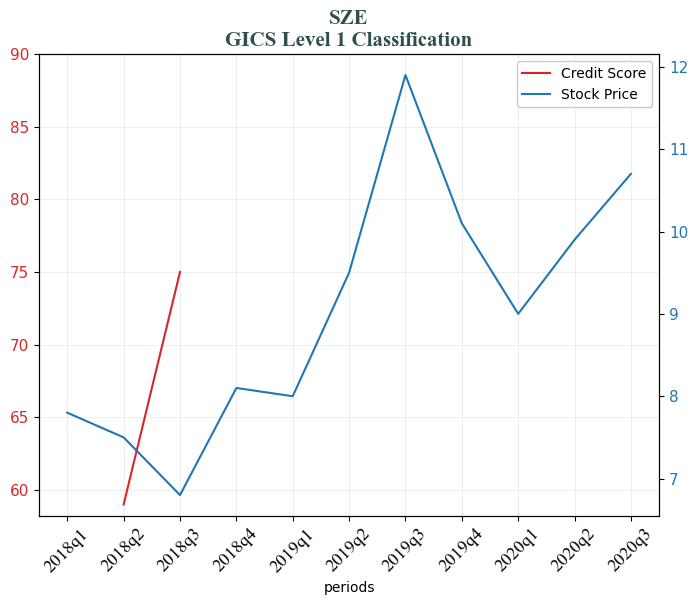 SZE
GICS Level 1 Classification
Credit Score
Stock Price
90
85
80
75
70
65
60
12
11
10
9
8
7
2018q1
2018q2
2018q3
2018q4
2019q1
2019q2
2019q3
2019q4
2020q1
2020q2
2020q3
periods